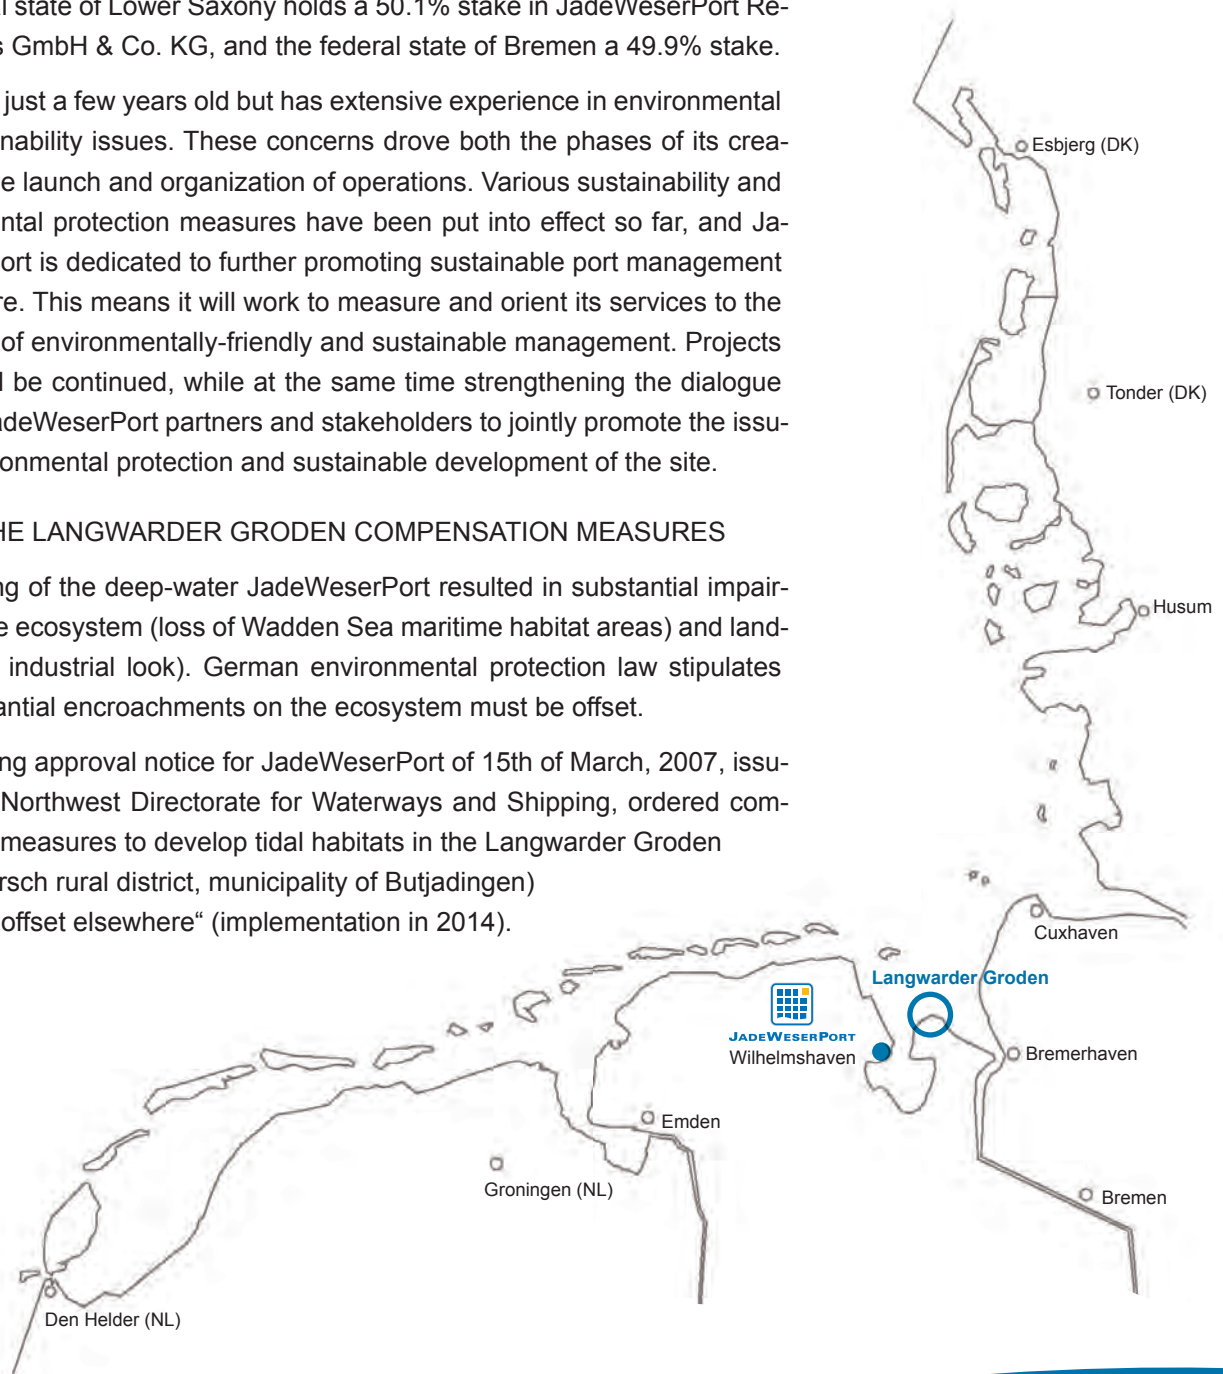 al state of Lower Saxony holds a 50.1% stake in JadeWeserPort Re-
s GmbH & Co. KG, and the federal state of Bremen a 49.9% stake.
just a few years old but has extensive experience in environmental
nability issues. These concerns drove both the phases of its crea-
e launch and organization of operations. Various sustainability and
ntal protection measures have been put into effect so far, and Ja-
ort is dedicated to further promoting sustainable port management
re. This means it will work to measure and orient its services to the
of environmentally-friendly and sustainable management. Projects
l be continued, while at the same time strengthening the dialogue
adeWeserPort partners and stakeholders to jointly promote the issu-
onmental protection and sustainable development of the site.
HE LANGWARDER GRODEN COMPENSATION MEASURES
ng of the deep-water JadeWeserPort resulted in substantial impair-
e ecosystem (loss of Wadden Sea maritime habitat areas) and land-
industrial look). German environmental protection law stipulates
antial encroachments on the ecosystem must be offset.
ng approval notice for JadeWeserPort of 15th of March, 2007, issu-
Northwest Directorate for Waterways and Shipping, ordered com-
measures to develop tidal habitats in the Langwarder Groden
rsch rural district, municipality of Butjadingen)
offset elsewhere“ (implementation in 2014).
Esbjerg (DK)
Tonder (DK)
Husum
Cuxhaven
Langwarder Groden
JADEWESERPORT
Wilhelmshaven
Bremerhaven
Emden
Groningen (NL)
Bremen
Den Helder (NL)